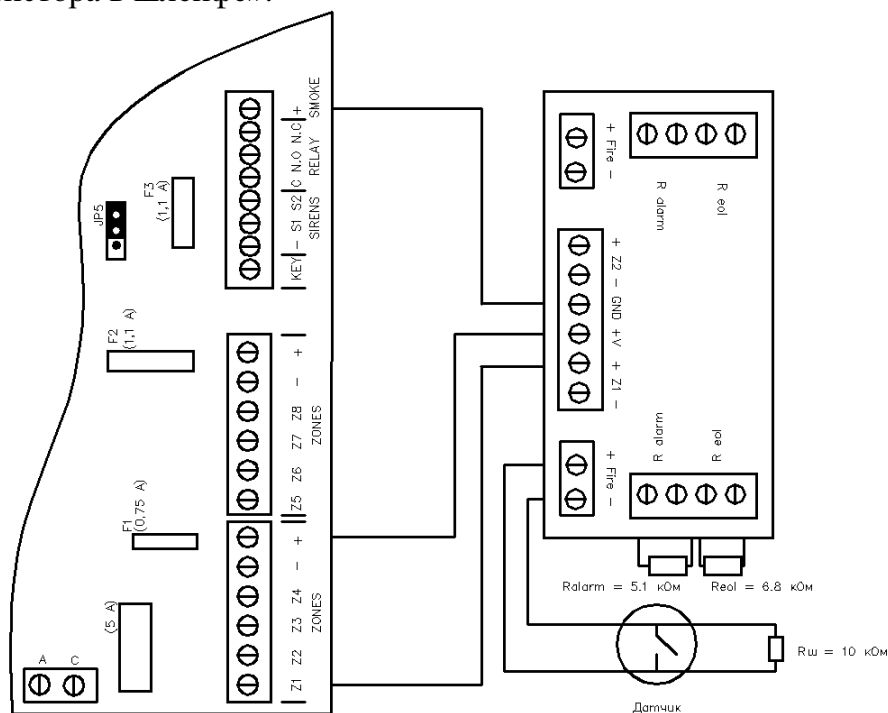 + SMOKE
N.C
N.O RELAY
C
S2
S1 SIRENS
-
KEY
JP5
F3
(1,1 A)
F2
(1,1 A)
+
-
Z8
Z7 ZONES
Z6
Z5
F1
(0,75 A)
+
-
Z4
Z3 ZONES
Z2
Z1
(5 A)
A C
+ Fire -
R alarm
R eol
+ Z2 - GND +V + Z1 -
R alarm
R eol
+ Fire -
Ralarm = 5.1 кОм Reol = 6.8 кОм
Rш = 10 кОм
Датчик